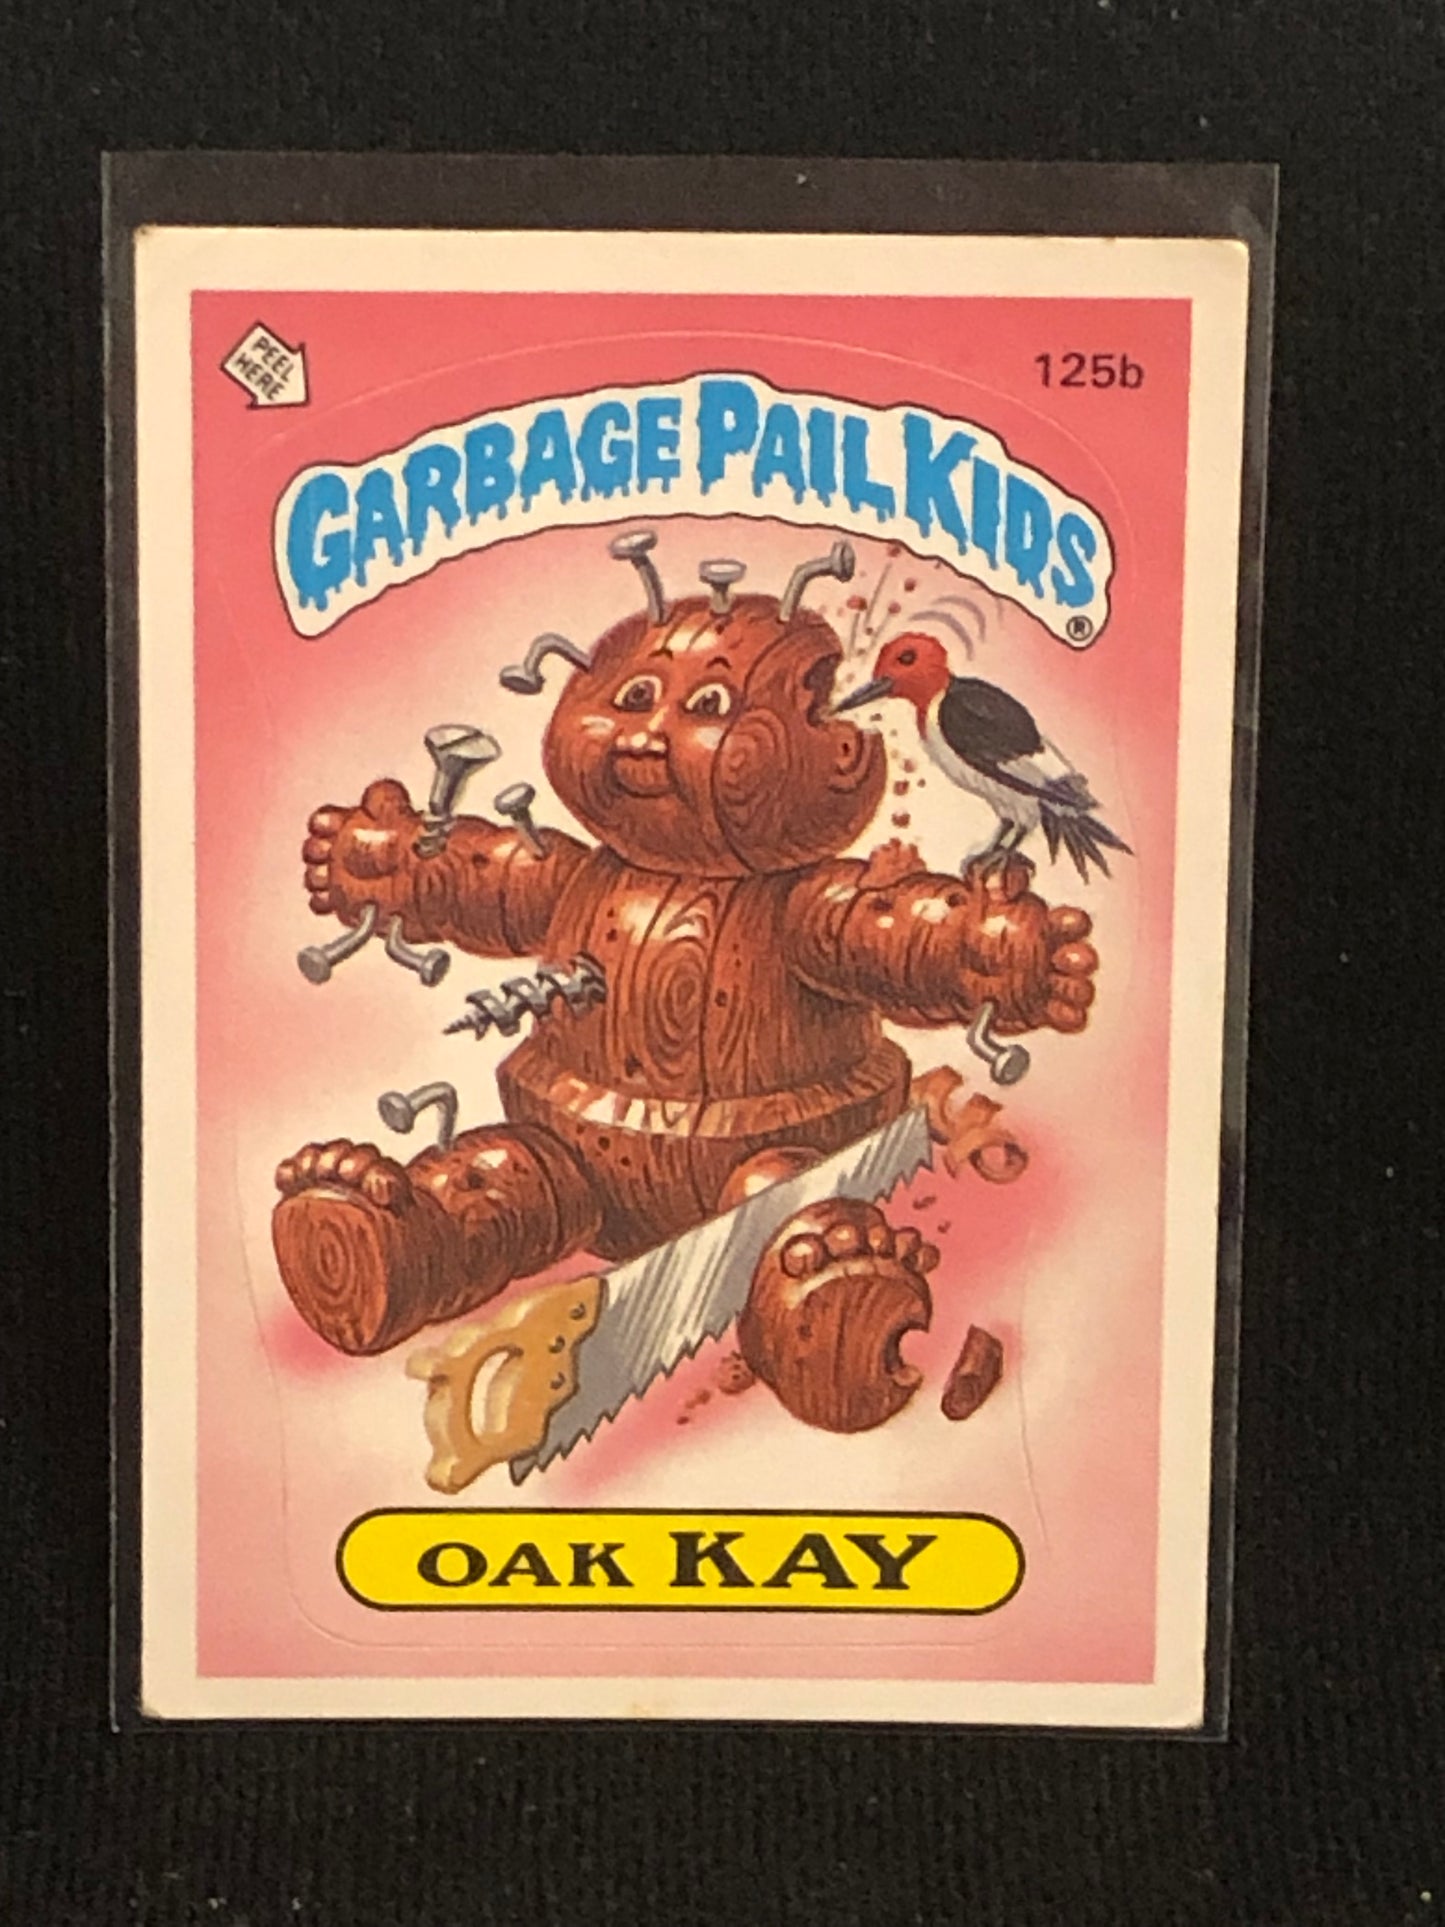 PEEL
HERE
125b
GARBAGE PAIL KIDS
®
OAK KAY